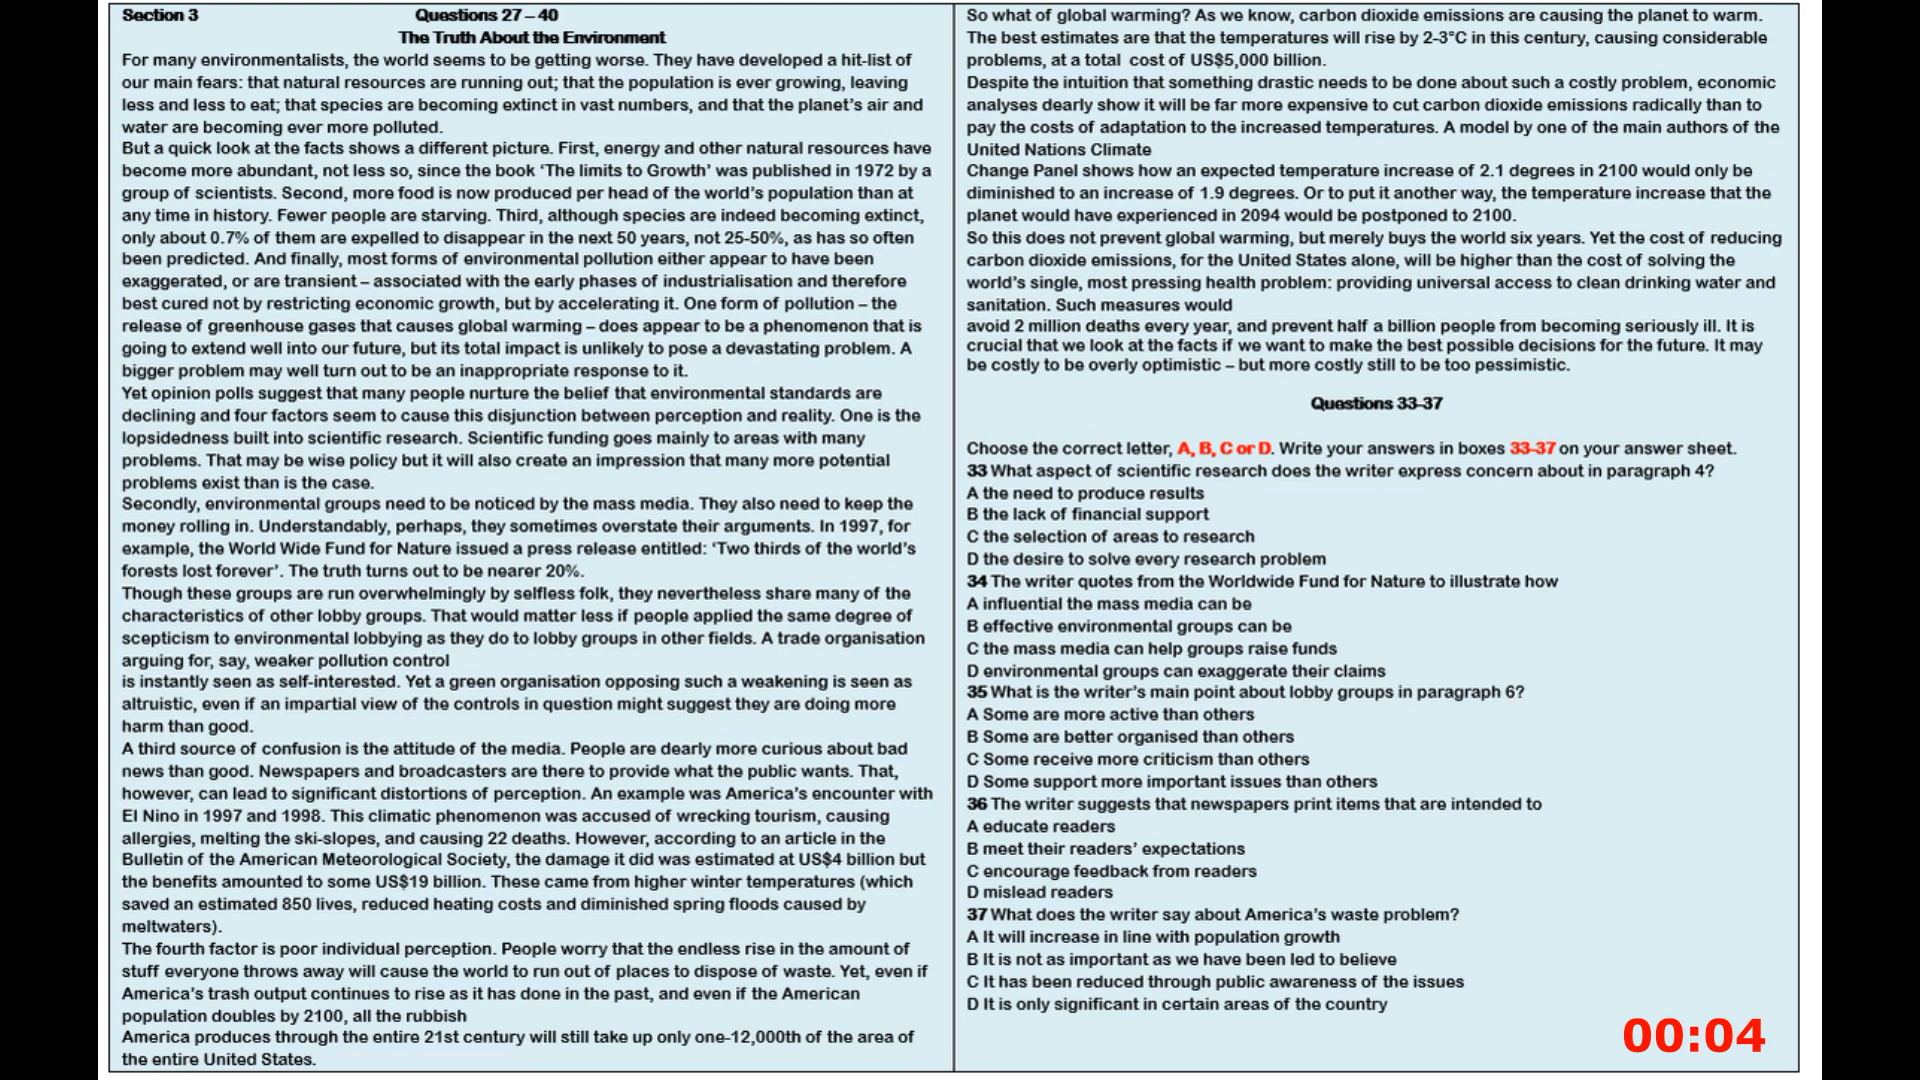 Section 3 Questions 27 – 40
The Truth About the Environment
For many environmentalists, the world seems to be getting worse. They have developed a hit-list of
our main fears: that natural resources are running out; that the population is ever growing, leaving
less and less to eat; that species are becoming extinct in vast numbers, and that the planet's air and
water are becoming ever more polluted.
But a quick look at the facts shows a different picture. First, energy and other natural resources have
become more abundant, not less so, since the book 'The limits to Growth' was published in 1972 by a
group of scientists. Second, more food is now produced per head of the world's population than at
any time in history. Fewer people are starving. Third, although species are indeed becoming extinct,
only about 0.7% of them are expelled to disappear in the next 50 years, not 25-50%, as has so often
been predicted. And finally, most forms of environmental pollution either appear to have been
exaggerated, or are transient – associated with the early phases of industrialisation and therefore
best cured not by restricting economic growth, but by accelerating it. One form of pollution – the
release of greenhouse gases that causes global warming – does appear to be a phenomenon that is
going to extend well into our future, but its total impact is unlikely to pose a devastating problem. A
bigger problem may well turn out to be an inappropriate response to it.
Yet opinion polls suggest that many people nurture the belief that environmental standards are
declining and four factors seem to cause this disjunction between perception and reality. One is the
lopsidedness built into scientific research. Scientific funding goes mainly to areas with many
problems. That may be wise policy but it will also create an impression that many more potential
problems exist than is the case.
Secondly, environmental groups need to be noticed by the mass media. They also need to keep the
money rolling in. Understandably, perhaps, they sometimes overstate their arguments. In 1997, for
example, the World Wide Fund for Nature issued a press release entitled: 'Two thirds of the world's
forests lost forever'. The truth turns out to be nearer 20%.
Though these groups are run overwhelmingly by selfless folk, they nevertheless share many of the
characteristics of other lobby groups. That would matter less if people applied the same degree of
scepticism to environmental lobbying as they do to lobby groups in other fields. A trade organisation
arguing for, say, weaker pollution control
is instantly seen as self-interested. Yet a green organisation opposing such a weakening is seen as
altruistic, even if an impartial view of the controls in question might suggest they are doing more
harm than good.
A third source of confusion is the attitude of the media. People are dearly more curious about bad
news than good. Newspapers and broadcasters are there to provide what the public wants. That,
however, can lead to significant distortions of perception. An example was America's encounter with
El Nino in 1997 and 1998. This climatic phenomenon was accused of wrecking tourism, causing
allergies, melting the ski-slopes, and causing 22 deaths. However, according to an article in the
Bulletin of the American Meteorological Society, the damage it did was estimated at US$4 billion but
the benefits amounted to some US$19 billion. These came from higher winter temperatures (which
saved an estimated 850 lives, reduced heating costs and diminished spring floods caused by
meltwaters).
The fourth factor is poor individual perception. People worry that the endless rise in the amount of
stuff everyone throws away will cause the world to run out of places to dispose of waste. Yet, even if
America's trash output continues to rise as it has done in the past, and even if the American
population doubles by 2100, all the rubbish
America produces through the entire 21st century will still take up only one-12,000th of the area of
the entire United States.
So what of global warming? As we know, carbon dioxide emissions are causing the planet to warm.
The best estimates are that the temperatures will rise by 2-3°C in this century, causing considerable
problems, at a total cost of US$5,000 billion.
Despite the intuition that something drastic needs to be done about such a costly problem, economic
analyses dearly show it will be far more expensive to cut carbon dioxide emissions radically than to
pay the costs of adaptation to the increased temperatures. A model by one of the main authors of the
United Nations Climate
Change Panel shows how an expected temperature increase of 2.1 degrees in 2100 would only be
diminished to an increase of 1.9 degrees. Or to put it another way, the temperature increase that the
planet would have experienced in 2094 would be postponed to 2100.
So this does not prevent global warming, but merely buys the world six years. Yet the cost of reducing
carbon dioxide emissions, for the United States alone, will be higher than the cost of solving the
world's single, most pressing health problem: providing universal access to clean drinking water and
sanitation. Such measures would
avoid 2 million deaths every year, and prevent half a billion people from becoming seriously ill. It is
crucial that we look at the facts if we want to make the best possible decisions for the future. It may
be costly to be overly optimistic – but more costly still to be too pessimistic.
Questions 33-37
Choose the correct letter, A, B, C or D. Write your answers in boxes 33-37 on your answer sheet.
33 What aspect of scientific research does the writer express concern about in paragraph 4?
A the need to produce results
B the lack of financial support
C the selection of areas to research
D the desire to solve every research problem
34 The writer quotes from the Worldwide Fund for Nature to illustrate how
A influential the mass media can be
B effective environmental groups can be
C the mass media can help groups raise funds
D environmental groups can exaggerate their claims
35 What is the writer's main point about lobby groups in paragraph 6?
A Some are more active than others
B Some are better organised than others
C Some receive more criticism than others
D Some support more important issues than others
36 The writer suggests that newspapers print items that are intended to
A educate readers
B meet their readers' expectations
C encourage feedback from readers
D mislead readers
37 What does the writer say about America's waste problem?
A It will increase in line with population growth
B It is not as important as we have been led to believe
C It has been reduced through public awareness of the issues
D It is only significant in certain areas of the country
00:04